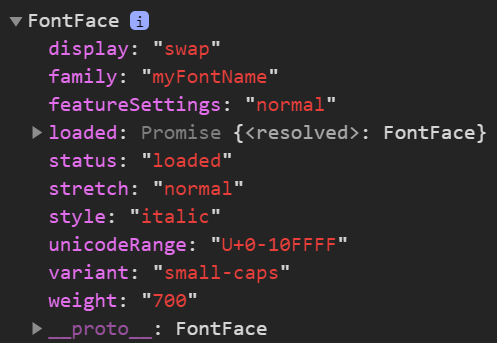 ▼ FontFace i
display: "swap"
family: "myFontName"
featureSettings: "normal"
▶ loaded: Promise {<resolved>: FontFace}
status: "loaded"
stretch: "normal"
style: "italic"
unicodeRange: "U+0-10FFFF"
variant: "small-caps"
weight: "700"
▶ __proto__: FontFace